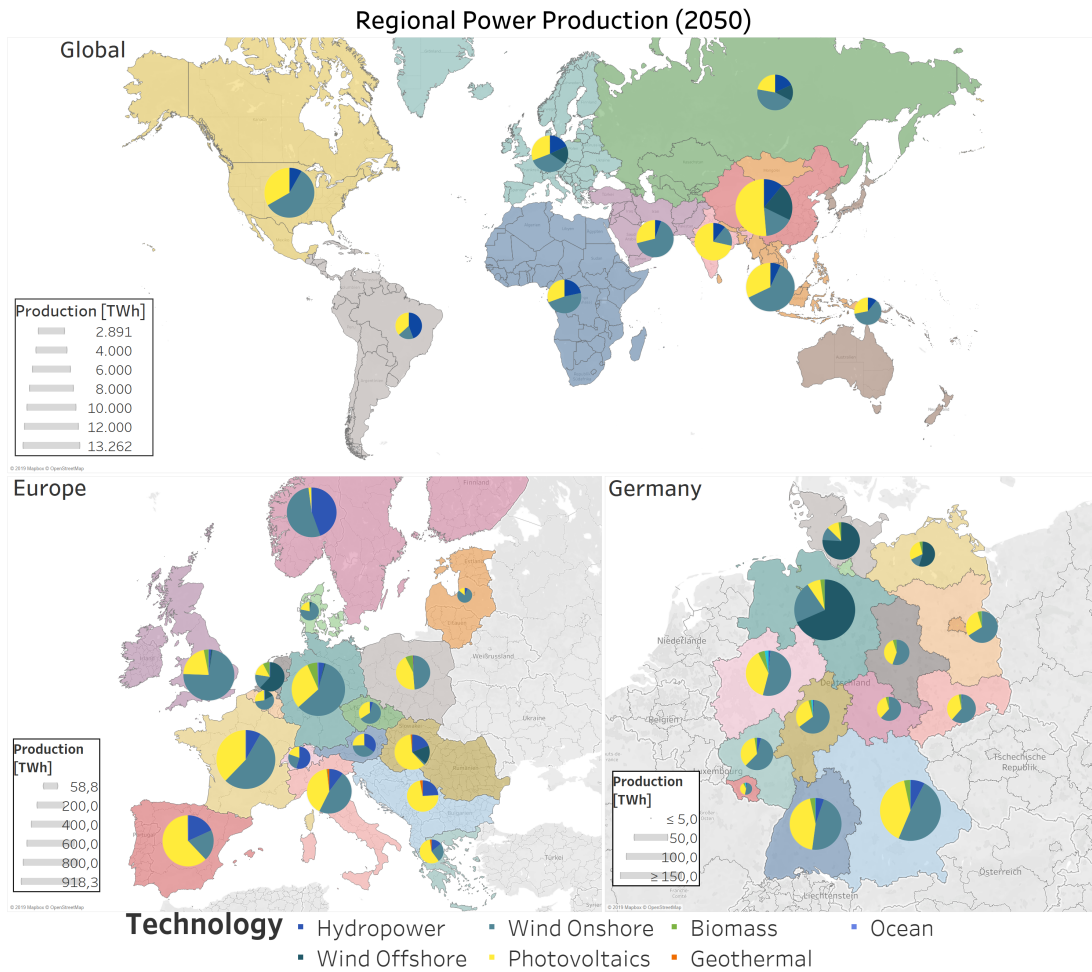 Regional Power Production (2050)
Global
Production [TWh]
2.891
4.000
6.000
8.000
10.000
12.000
13.262
© 2019 Mapbox © OpenStreetMap
Europe
Finnland
Weißrussland
Ukraine
Türkei
Production
[TWh]
58,8
200,0
400,0
600,0
800,0
918,3
© 2019 Mapbox © OpenStreetMap
Germany
Niederlande
Deutschland
Belgien
Tschechische
Republik
Österreich
Liechtenstein
Production
[TWh]
≤ 5,0
50,0
100,0
≥ 150,0
© 2019 Mapbox © OpenStreetMap
Technology
Hydropower
Wind Onshore
Biomass
Ocean
Wind Offshore
Photovoltaics
Geothermal